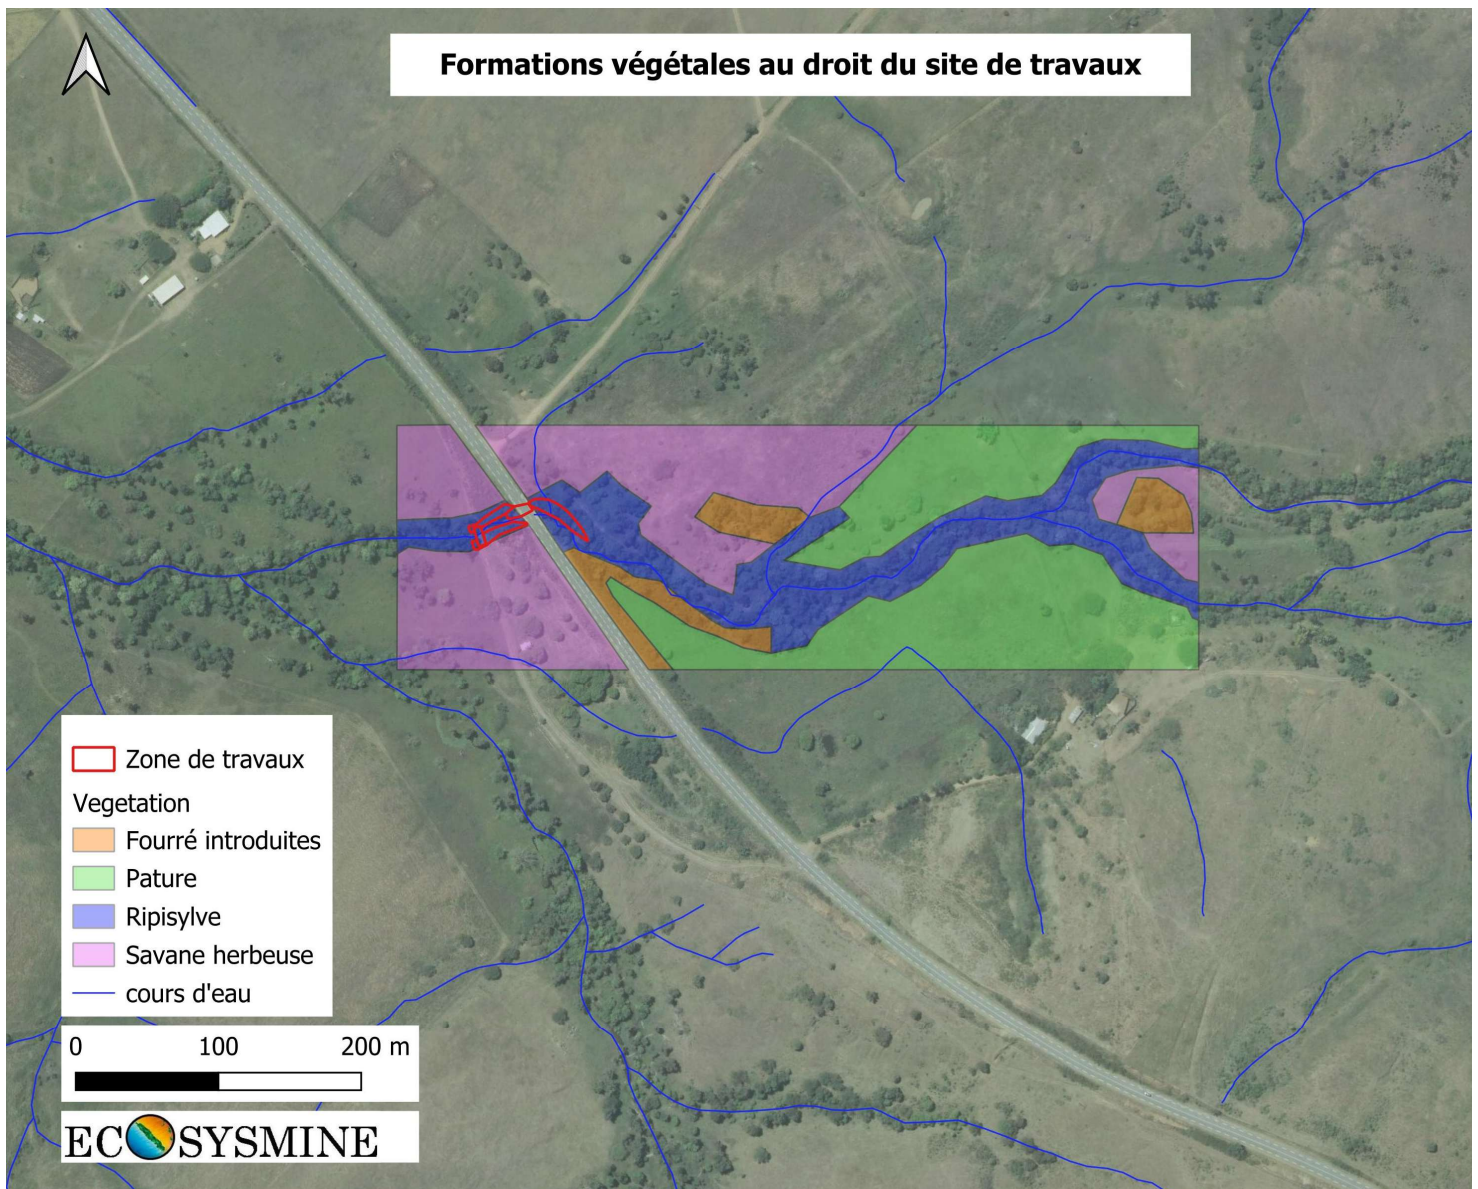 Formations végétales au droit du site de travaux
Zone de travaux
Vegetation
Fourré introduites
Pature
Ripisylve
Savane herbeuse
cours d'eau
0 100 200 m
ECOSYSMINE